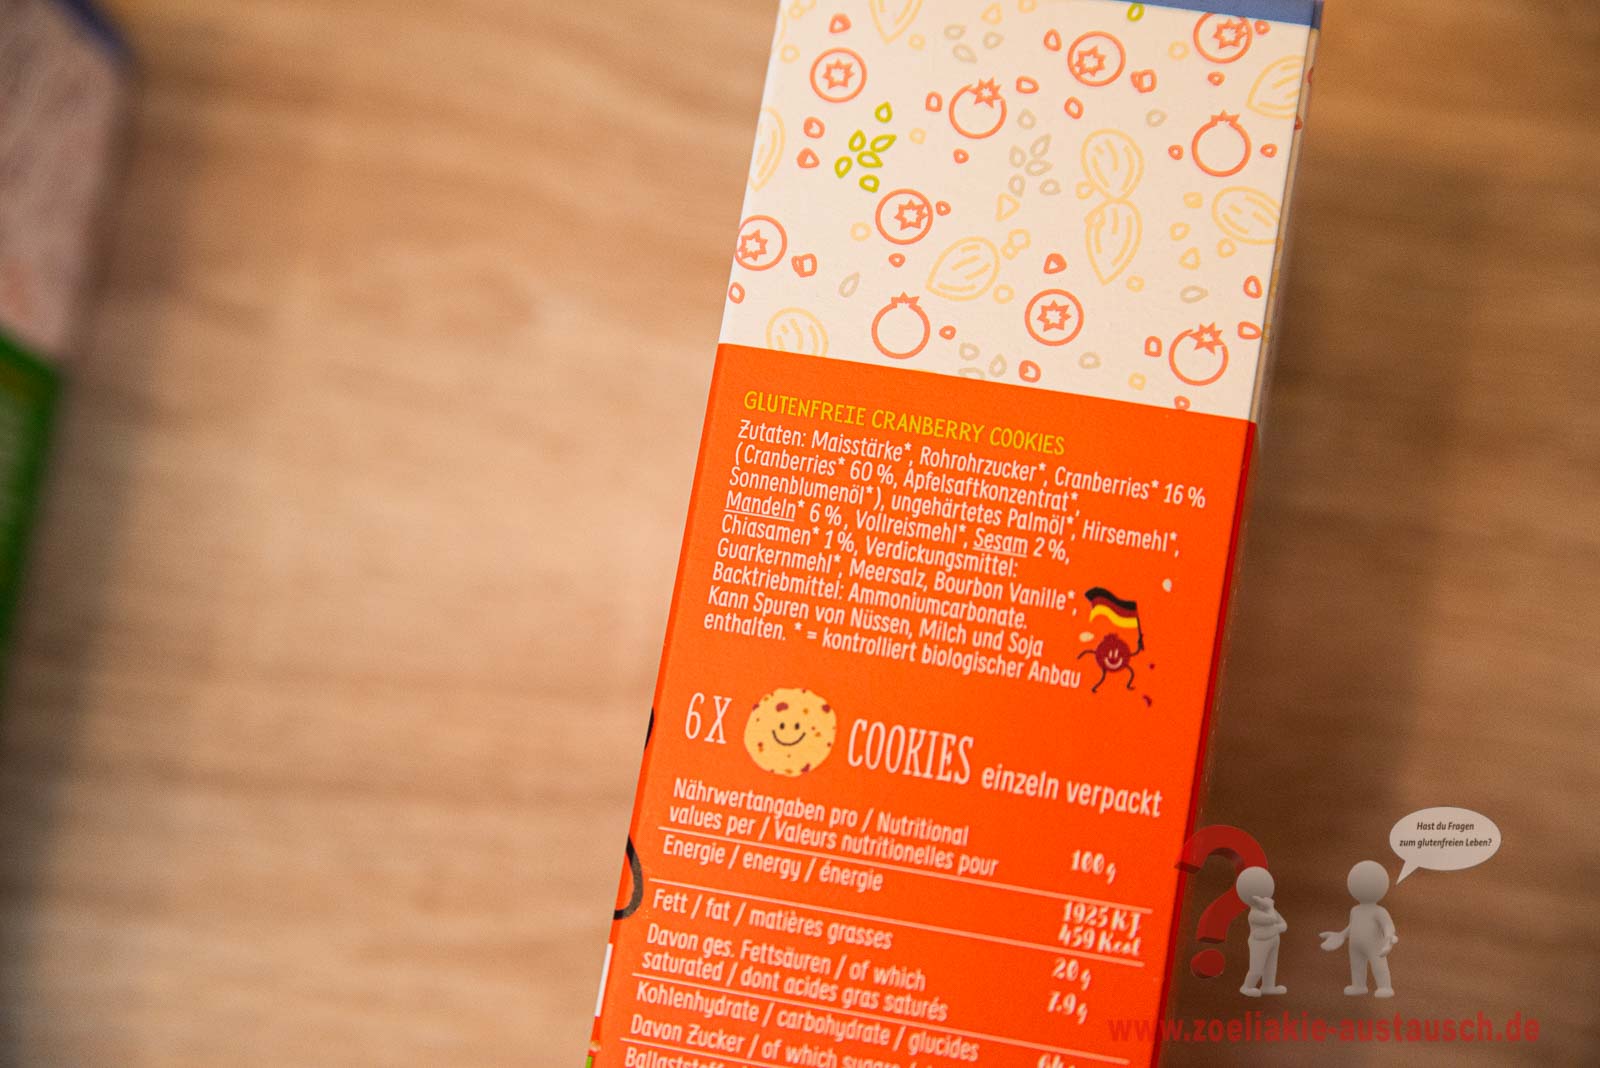 GLUTENFREIE CRANBERRY COOKIES
Zutaten: Maisstärke*, Rohrohrzucker*, Cranberries* 16 %
(Cranberries* 60 %, Apfelsaftkonzentrat*,
Sonnenblumenöl*), ungehärtetes Palmöl*, Hirsemehl*,
Mandeln* 6 %, Vollreismehl*, Sesam 2 %,
Chiasamen* 1 %, Verdickungsmittel:
Guarkernmehl*, Meersalz, Bourbon Vanille*,
Backtriebmittel: Ammoniumcarbonate.
Kann Spuren von Nüssen, Milch und Soja
enthalten. * = kontrolliert biologischer Anbau
6 X COOKIES einzeln verpackt
Nährwertangaben pro / Nutritional
values per / Valeurs nutritionelles pour 100 g
Energie / energy / énergie 1925 KJ
459 Kcal
Fett / fat / matières grasses 20 g
Davon ges. Fettsäuren / of which
saturated / dont acides gras saturés 7.9 g
Kohlenhydrate / carbohydrate / glucides
Davon Zucker / of which sugars /
Hast du Fragen
zum glutenfreien Leben?
www.zoeliakie-austausch.de